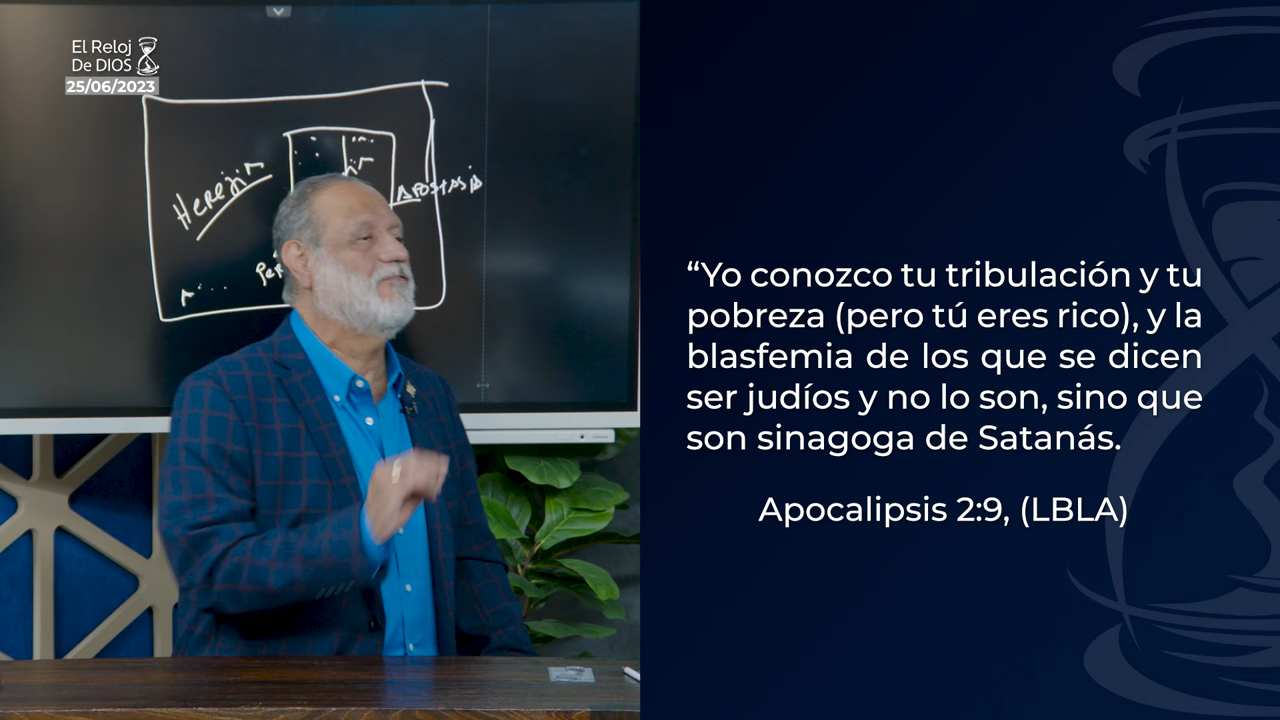 El Reloj
De DIOS
25/06/2023
Herejía
APOSTASIA
“Yo conozco tu tribulación y tu
pobreza (pero tú eres rico), y la
blasfemia de los que se dicen
ser judíos y no lo son, sino que
son sinagoga de Satanás.
Apocalipsis 2:9, (LBLA)